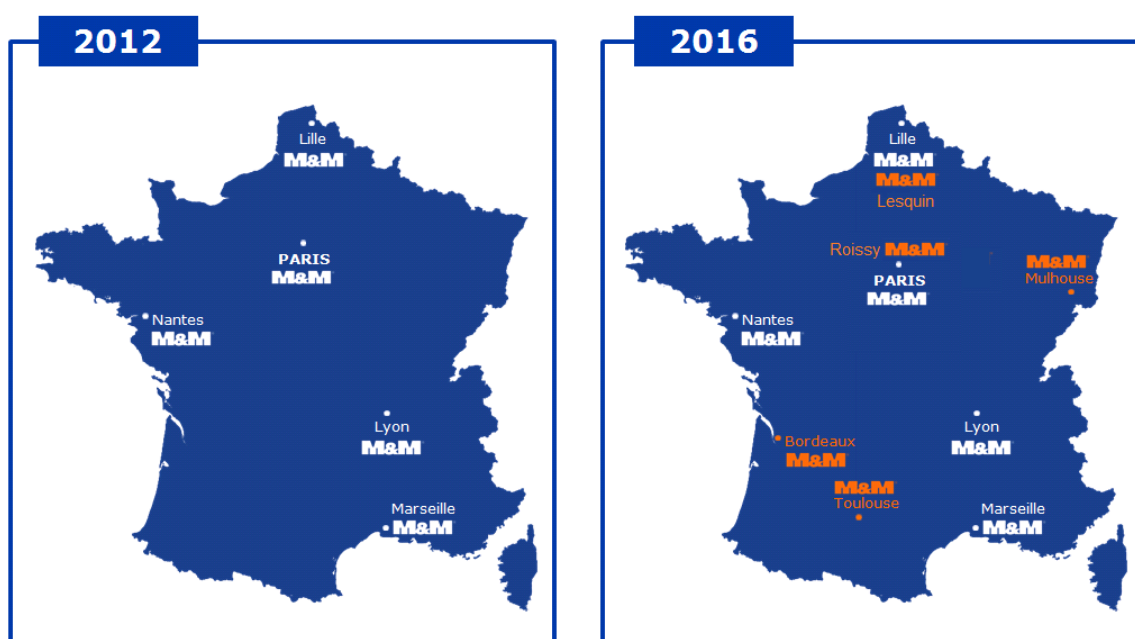 2012
Lille
M&M
PARIS
M&M
Nantes
M&M
Lyon
M&M
Marseille
M&M
2016
Lille
M&M
M&M
Lesquin
Roissy M&M
PARIS
M&M
M&M
Mulhouse
Nantes
M&M
Lyon
M&M
Bordeaux
M&M
M&M
Toulouse
Marseille
M&M